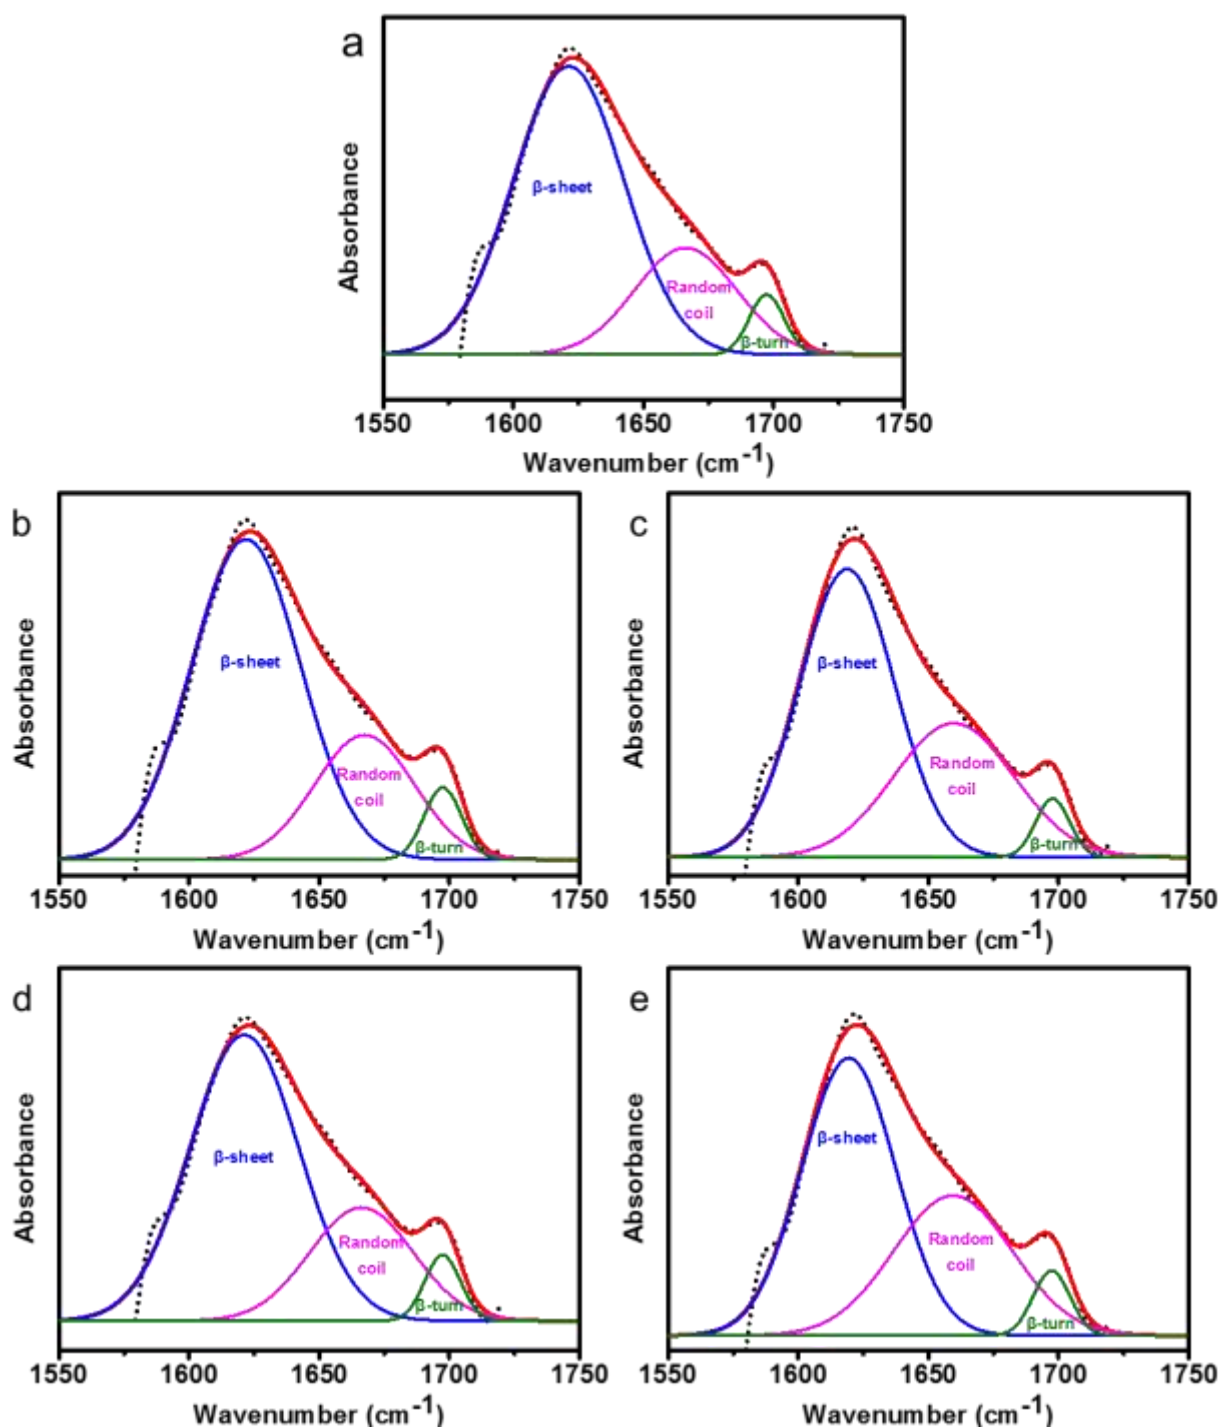 a
Absorbance
β-sheet
Random
coil
β-turn
1550 1600 1650 1700 1750
Wavenumber (cm-1)
b
Absorbance
β-sheet
Random
coil
β-turn
1550 1600 1650 1700 1750
Wavenumber (cm-1)
c
Absorbance
β-sheet
Random
coil
β-turn
1550 1600 1650 1700 1750
Wavenumber (cm-1)
d
Absorbance
β-sheet
Random
coil
β-turn
1550 1600 1650 1700 1750
Wavenumber (cm-1)
e
Absorbance
β-sheet
Random
coil
β-turn
1550 1600 1650 1700 1750
Wavenumber (cm-1)